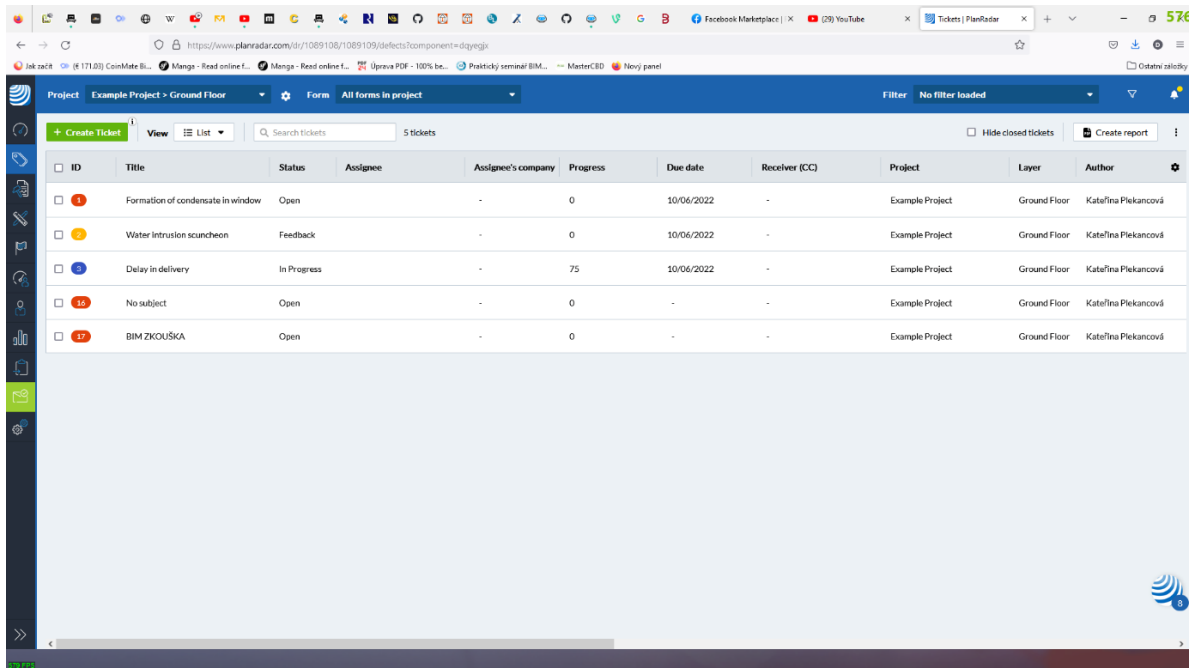 Facebook Marketplace |
(29) YouTube
Tickets | PlanRadar
576
https://www.planradar.com/dr/1089108/1089109/defects?component=dqyegjx
Jak začít
(€ 171.03) CoinMate Bi...
Manga - Read online f...
Manga - Read online f...
Úprava PDF - 100% be...
Praktický seminář BIM...
MasterCBD
Nový panel
Ostatní záložky
Project Example Project > Ground Floor
Form All forms in project
Filter No filter loaded
+ Create Ticket
View List
Search tickets
5 tickets
Hide closed tickets
Create report
ID Title Status Assignee Assignee's company Progress Due date Receiver (CC) Project Layer Author
1 Formation of condensate in window Open - 0 10/06/2022 - Example Project Ground Floor Kateřina Plekancová
2 Water intrusion scuncheon Feedback - 0 10/06/2022 - Example Project Ground Floor Kateřina Plekancová
3 Delay in delivery In Progress - 75 10/06/2022 - Example Project Ground Floor Kateřina Plekancová
16 No subject Open - 0 - - Example Project Ground Floor Kateřina Plekancová
17 BIM ZKOUŠKA Open - 0 - - Example Project Ground Floor Kateřina Plekancová
8